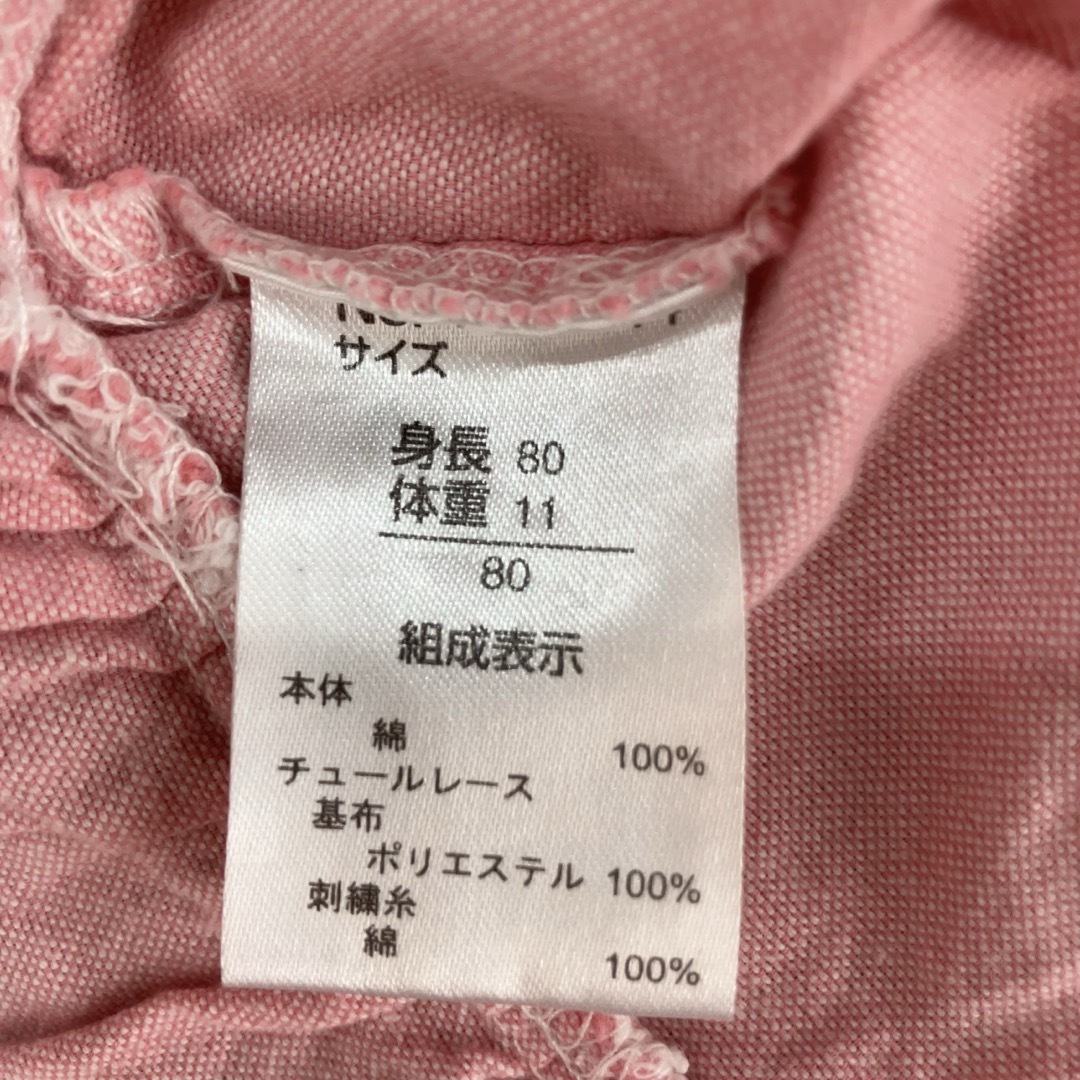 サイズ
身長 80
体重 11
80
組成表示
本体
綿 100%
チュールレース
基布
ポリエステル 100%
刺繍糸
綿 100%